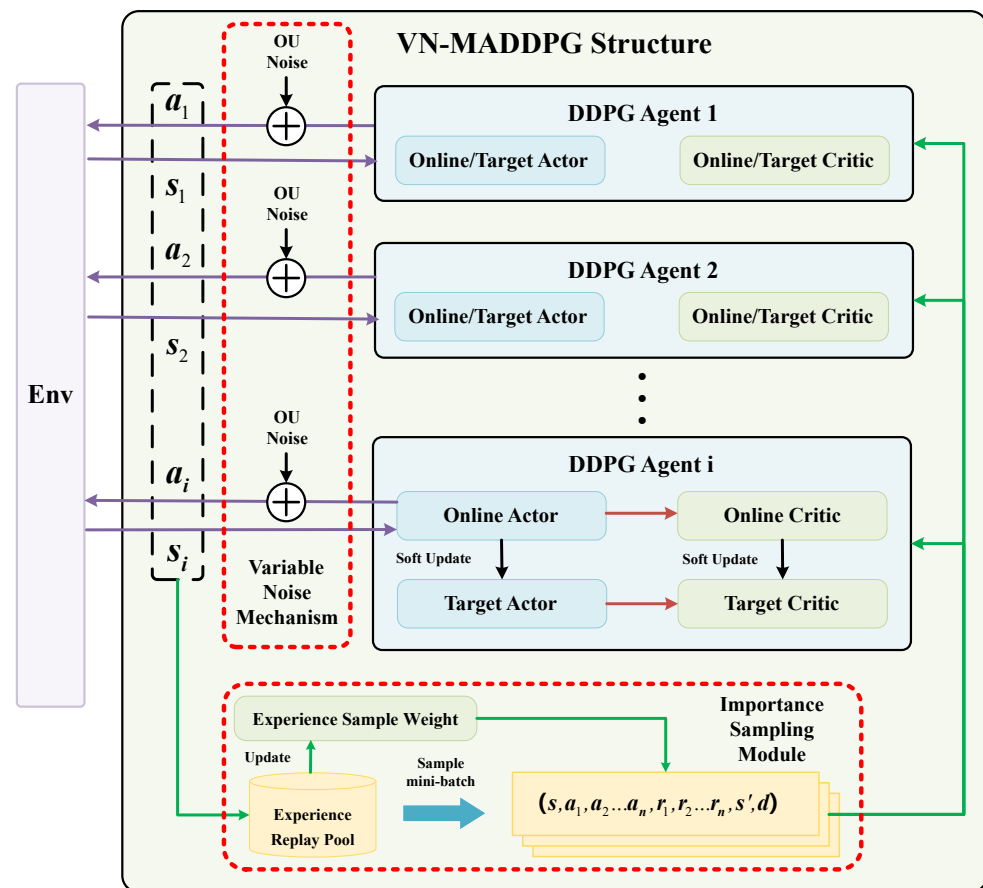 VN-MADDPG Structure
OU
Noise
a₁
DDPG Agent 1
Online/Target Actor
Online/Target Critic
s₁
OU
Noise
a₂
DDPG Agent 2
Online/Target Actor
Online/Target Critic
s₂
Env
OU
Noise
DDPG Agent i
aᵢ
Online Actor
Online Critic
sᵢ
Soft Update
Soft Update
Variable
Noise
Mechanism
Target Actor
Target Critic
Experience Sample Weight
Importance
Sampling
Module
Update
Sample
mini-batch
Experience
Replay Pool
(s,a₁,a₂...aₙ,r₁,r₂...rₙ,s',d)